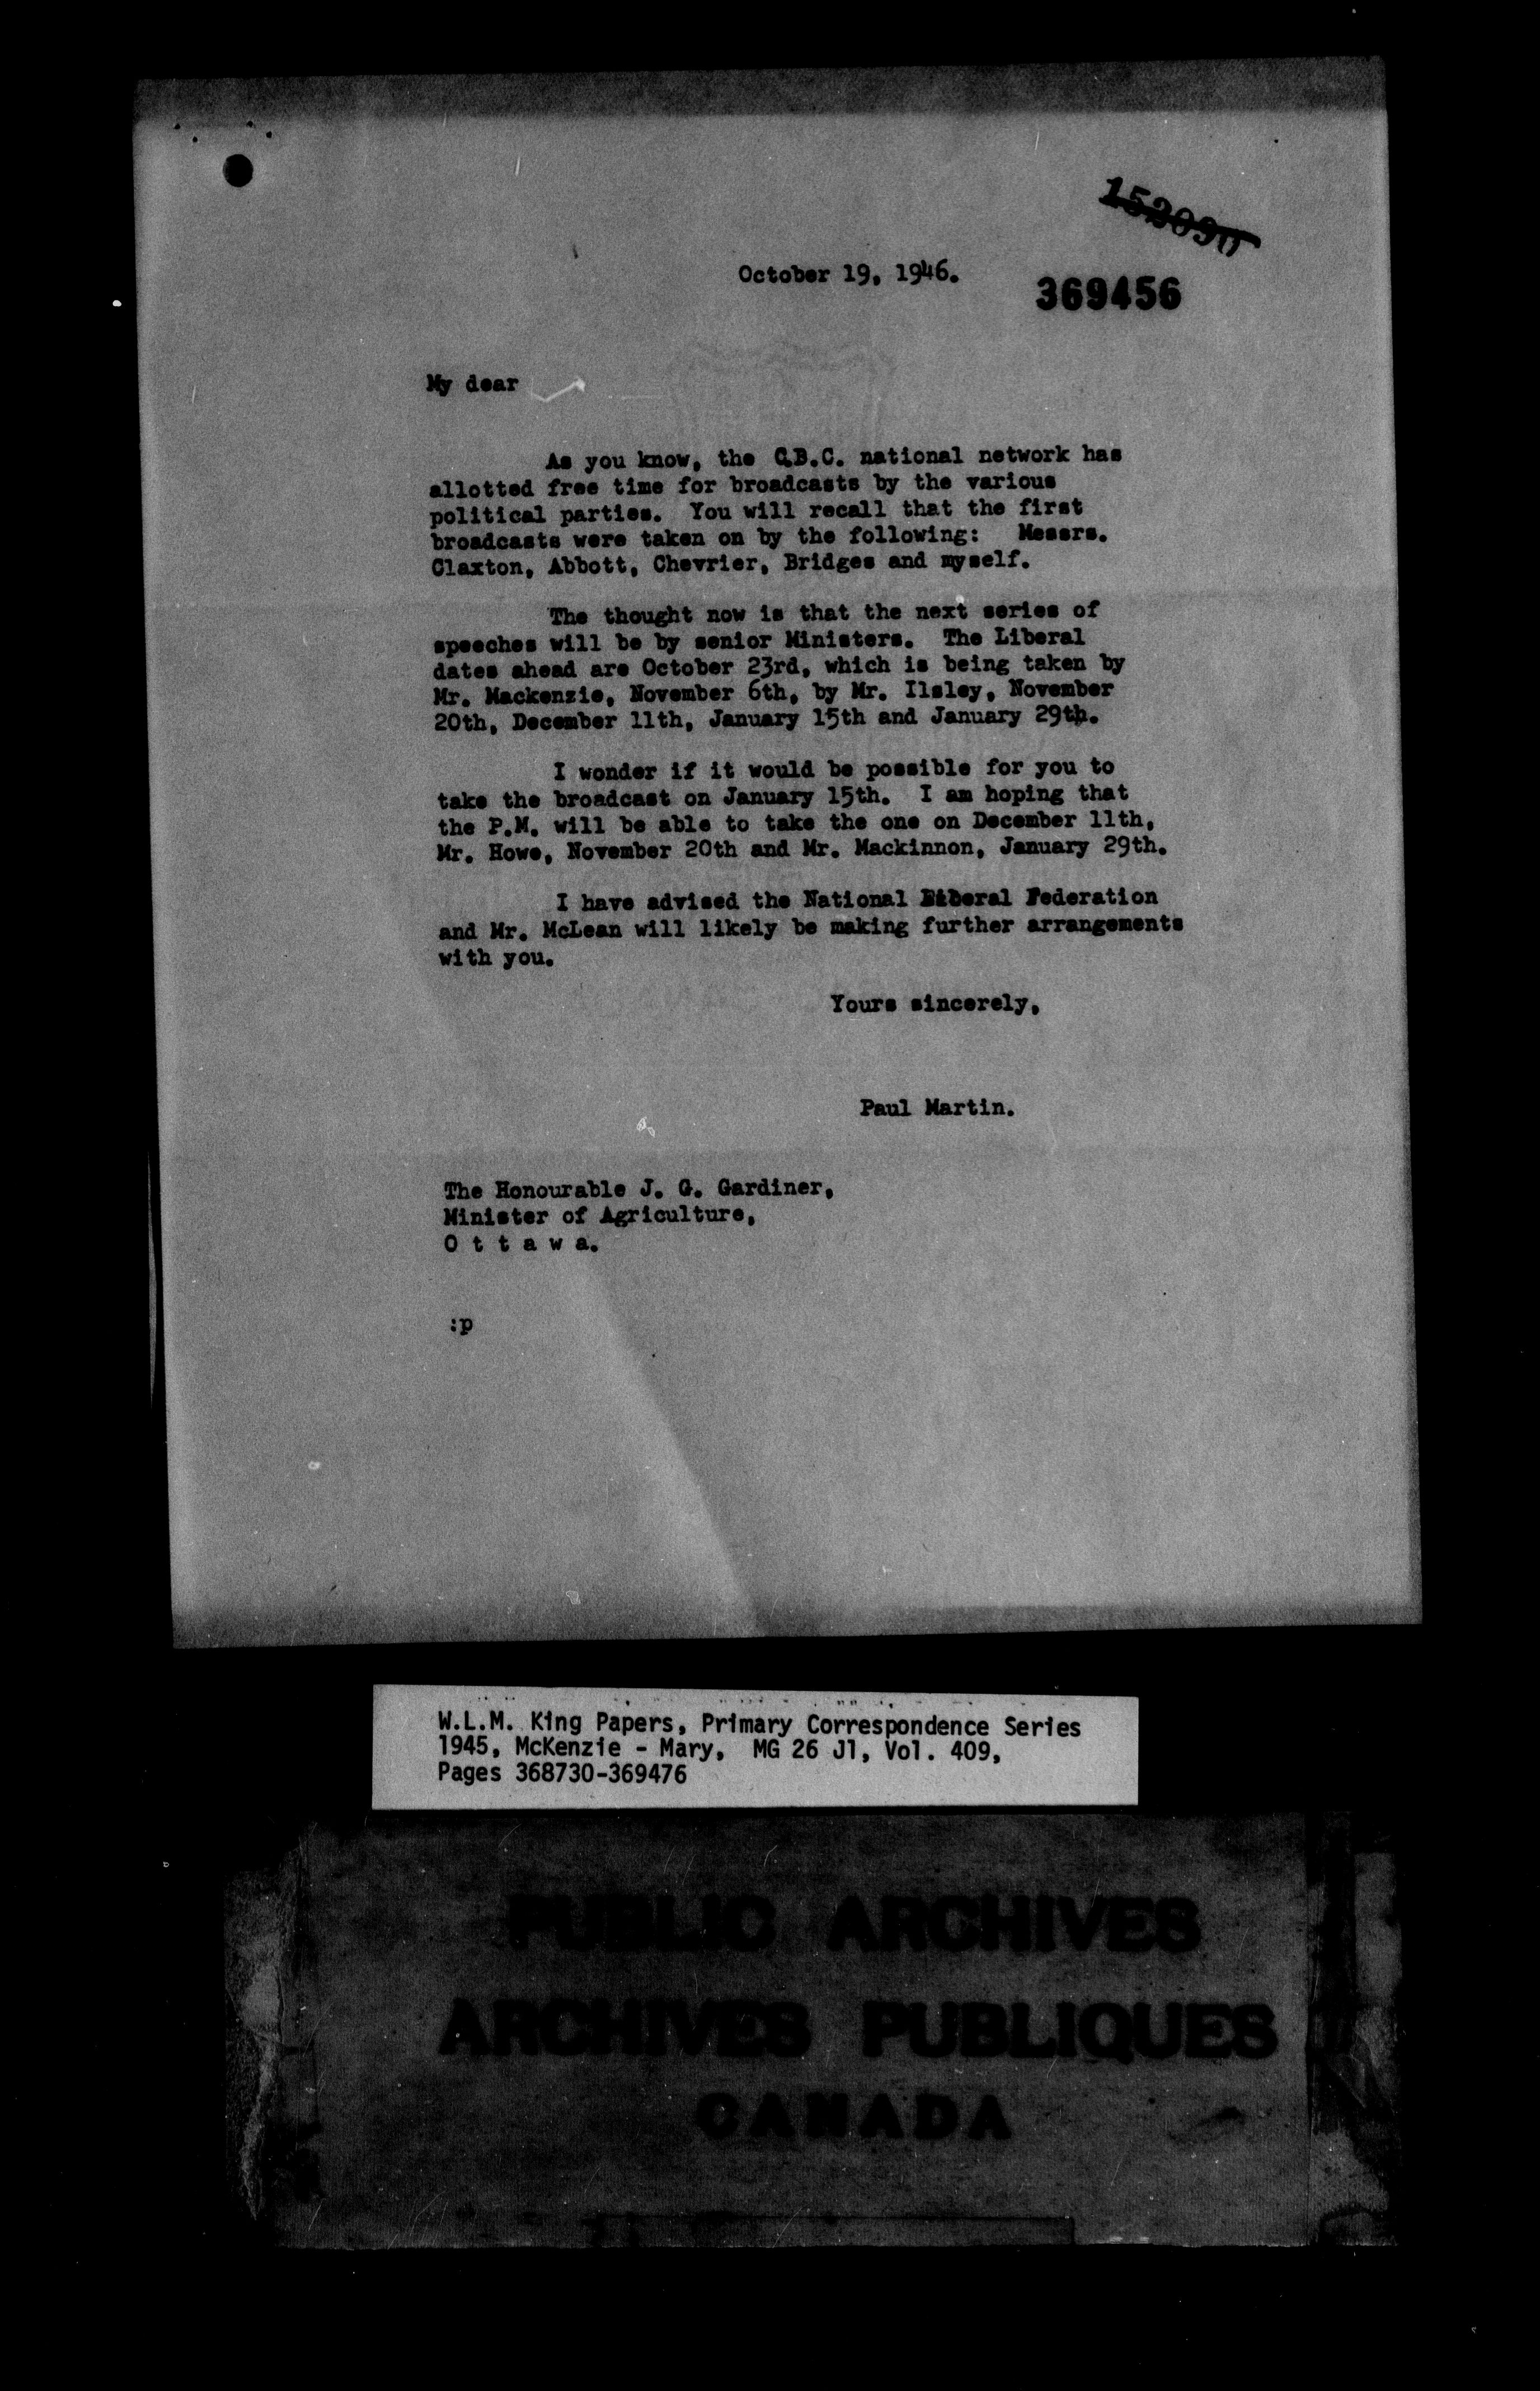 152090
October 19, 1946.
369456
My dear
As you know, the C.B.C. national network has
allotted free time for broadcasts by the various
political parties. You will recall that the first
broadcasts were taken on by the following: Messrs.
Claxton, Abbott, Chevrier, Bridges and myself.
The thought now is that the next series of
speeches will be by senior Ministers. The Liberal
dates ahead are October 23rd, which is being taken by
Mr. Mackenzie, November 6th, by Mr. Ilsley, November
20th, December 11th, January 15th and January 29th.
I wonder if it would be possible for you to
take the broadcast on January 15th. I am hoping that
the P.M. will be able to take the one on December 11th,
Mr. Howe, November 20th and Mr. Mackinnon, January 29th.
I have advised the National Liberal Federation
and Mr. McLean will likely be making further arrangements
with you.
Yours sincerely,
Paul Martin.
The Honourable J. G. Gardiner,
Minister of Agriculture,
O t t a w a.
:p
W.L.M. King Papers, Primary Correspondence Series
1945, McKenzie - Mary, MG 26 J1, Vol. 409,
Pages 368730-369476
PUBLIC ARCHIVES
ARCHIVES PUBLIQUES
CANADA